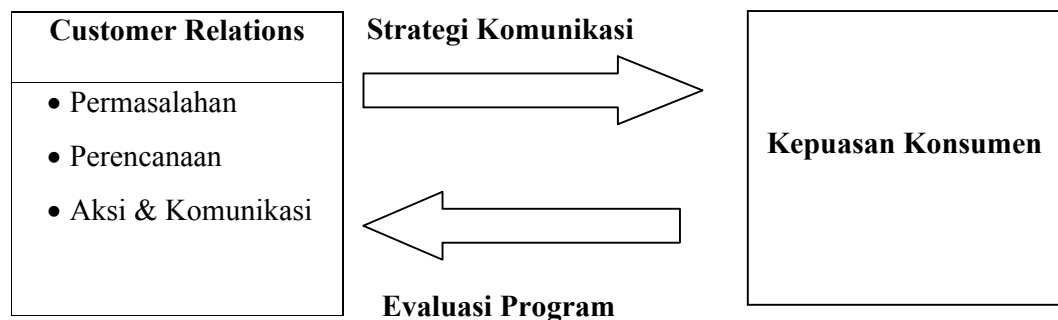 Customer Relations
• Permasalahan
• Perencanaan
• Aksi & Komunikasi
Strategi Komunikasi
Evaluasi Program
Kepuasan Konsumen